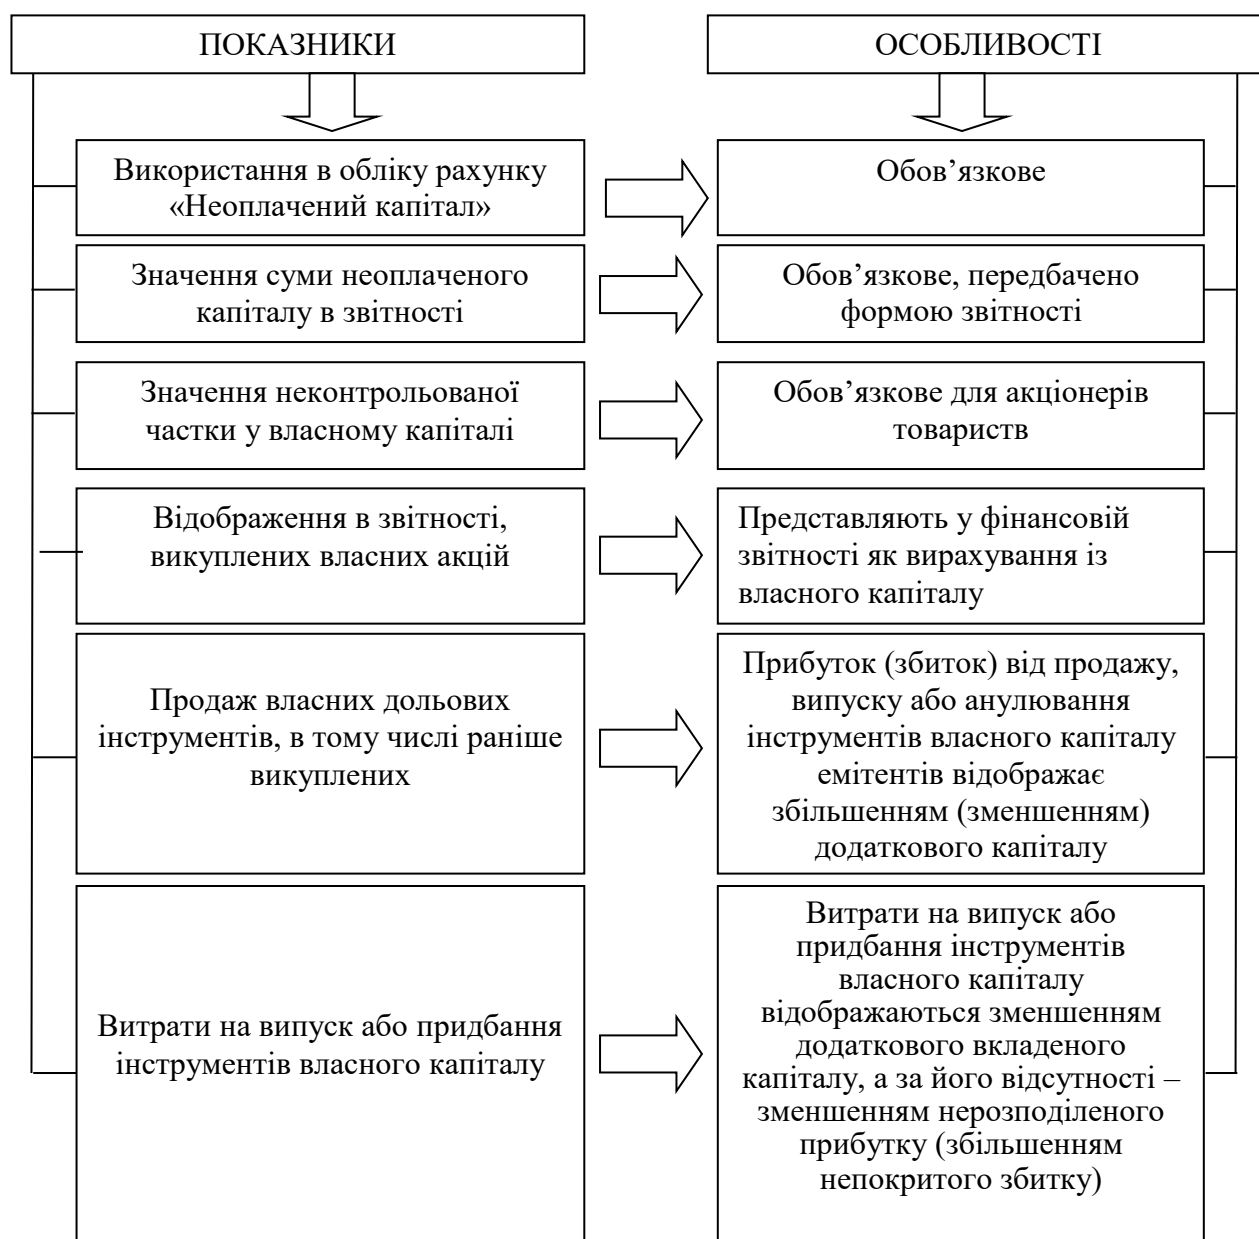 ПОКАЗНИКИ
ОСОБЛИВОСТІ
Використання в обліку рахунку
«Неоплачений капітал»
Обов’язкове
Значення суми неоплаченого
капіталу в звітності
Обов’язкове, передбачено
формою звітності
Значення неконтрольованої
частки у власному капіталі
Обов’язкове для акціонерів
товариств
Відображення в звітності,
викуплених власних акцій
Представляють у фінансовій
звітності як вирахування із
власного капіталу
Продаж власних дольових
інструментів, в тому числі раніше
викуплених
Прибуток (збиток) від продажу,
випуску або анулювання
інструментів власного капіталу
емітентів відображає
збільшенням (зменшенням)
додаткового капіталу
Витрати на випуск або придбання
інструментів власного капіталу
Витрати на випуск або
придбання інструментів
власного капіталу
відображаються зменшенням
додаткового вкладеного
капіталу, а за його відсутності –
зменшенням нерозподіленого
прибутку (збільшенням
непокритого збитку)